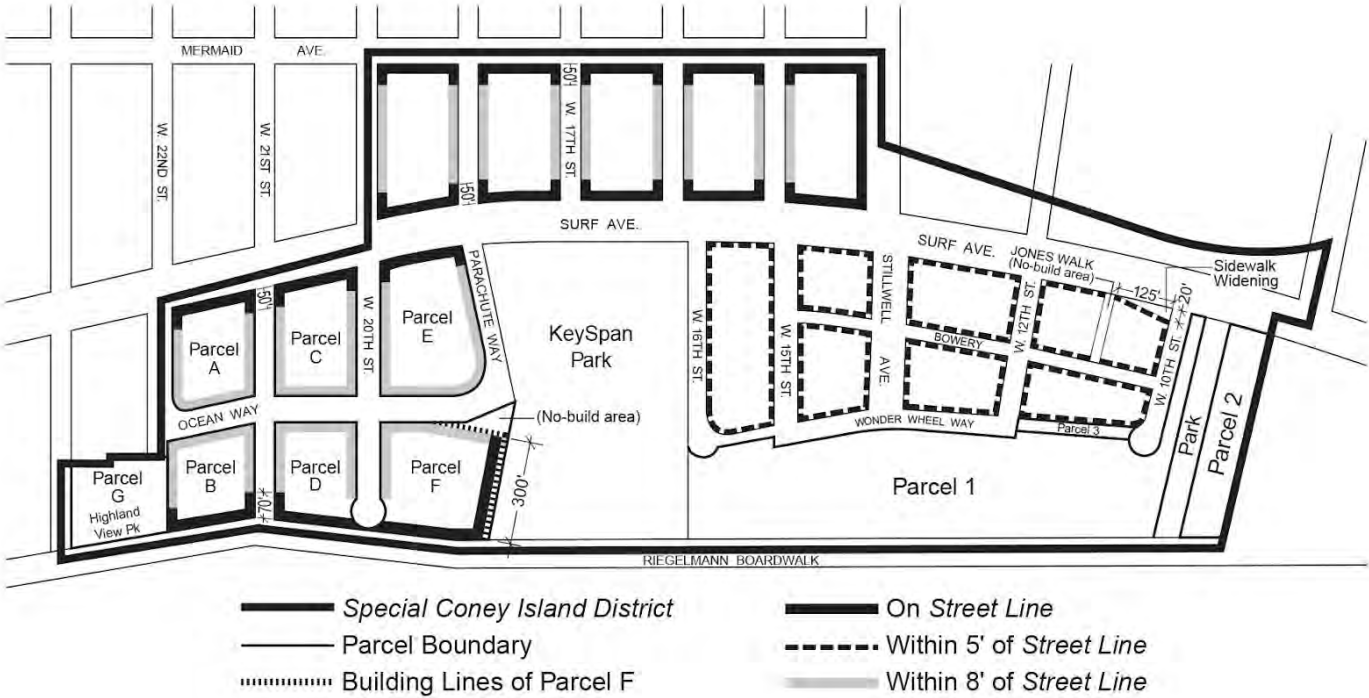 MERMAID AVE.
50'
W. 17TH ST.
W. 22ND ST.
W. 21ST ST.
50'
SURF AVE.
SURF AVE.
JONES WALK
(No-build area)
Sidewalk
Widening
125'
20'
50'
W. 20TH ST.
PARACHUTE WAY
Parcel
A
Parcel
C
Parcel
E
KeySpan
Park
W. 16TH ST.
W. 15TH ST.
STILLWELL
AVE.
BOWERY
W. 12TH ST.
W. 10TH ST.
OCEAN WAY
(No-build area)
WONDER WHEEL WAY
Parcel 3
Park
Parcel 2
Parcel
G
Highland
View Pk
Parcel
B
Parcel
D
Parcel
F
70'
300'
Parcel 1
RIEGELMANN BOARDWALK
Special Coney Island District
Parcel Boundary
Building Lines of Parcel F
On Street Line
Within 5' of Street Line
Within 8' of Street Line